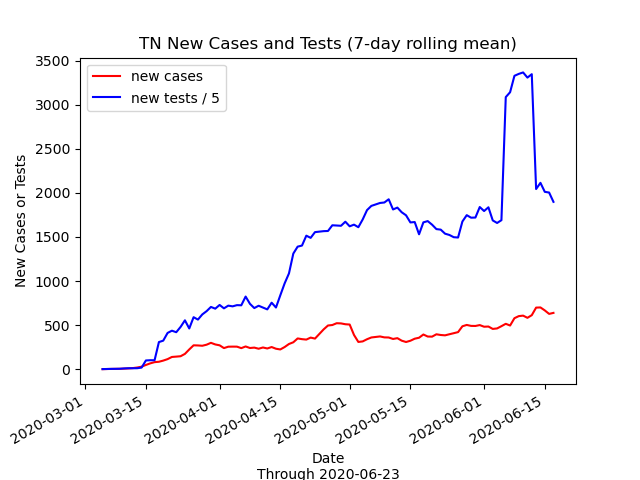 TN New Cases and Tests (7-day rolling mean)
new cases
new tests / 5
New Cases or Tests
3500
3000
2500
2000
1500
1000
500
0
2020-03-01
2020-03-15
2020-04-01
2020-04-15
2020-05-01
2020-05-15
2020-06-01
2020-06-15
Date
Through 2020-06-23